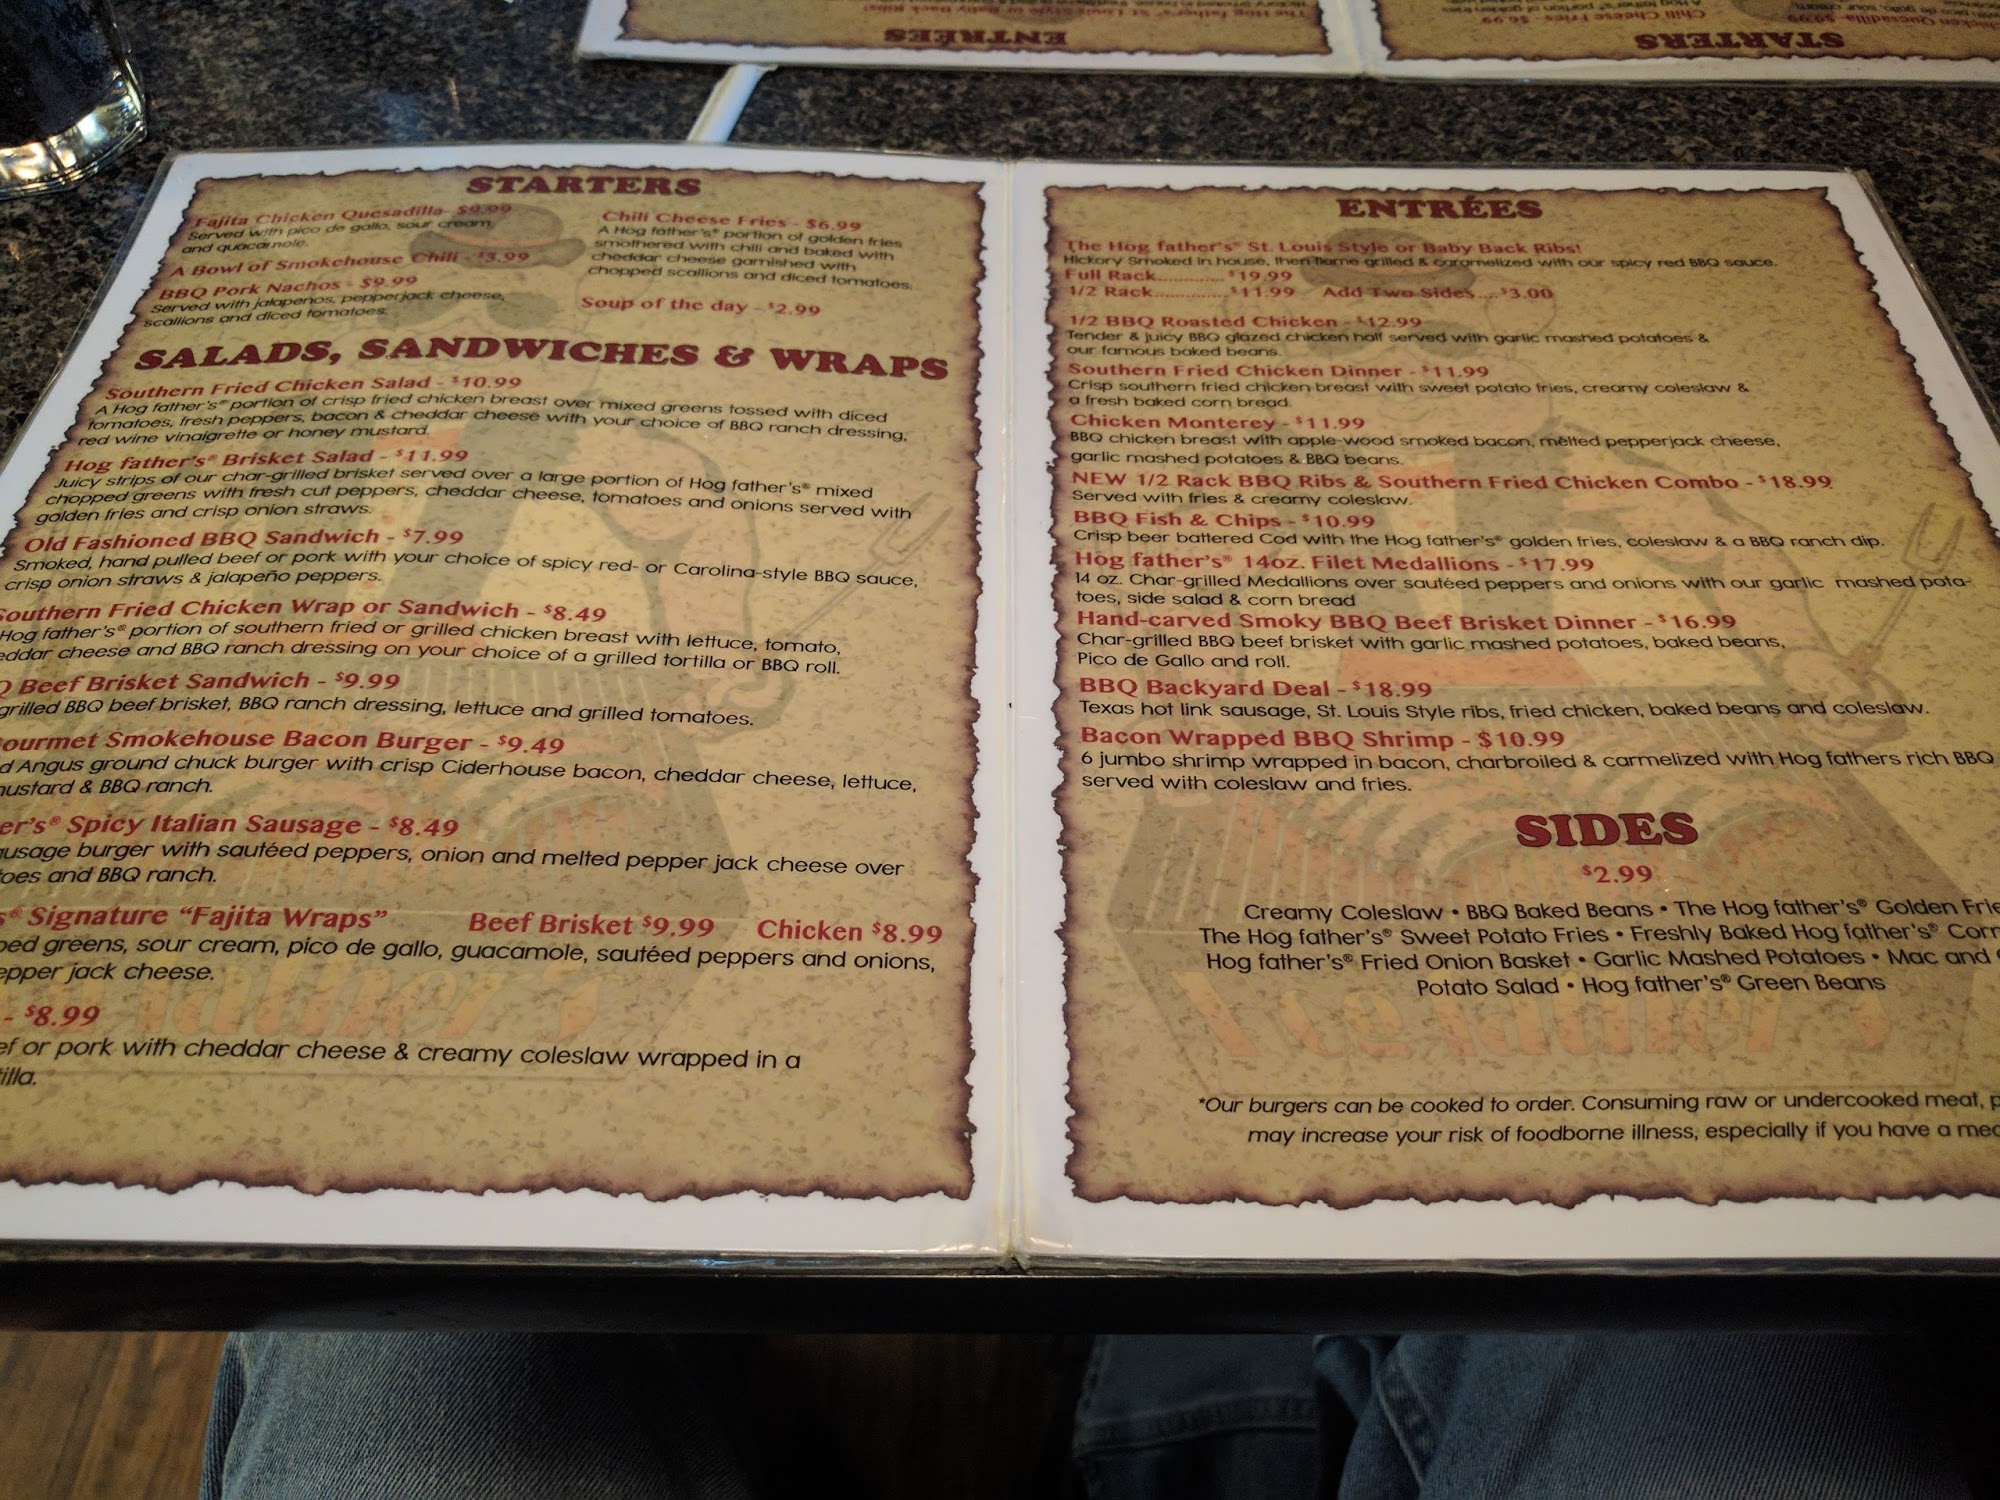 STARTERS
Fajita Chicken Quesadilla- $9.99
Served with pico de gallo, sour cream
and guacamole.
A Bowl of Smokehouse Chili - $3.99
BBQ Pork Nachos - $9.99
Served with jalapenos, pepperjack cheese,
scallions and diced tomatoes.
Chili Cheese Fries - $6.99
A Hog father's® portion of golden fries
smothered with chili and baked with
cheddar cheese garnished with
chopped scallions and diced tomatoes.
Soup of the day - $2.99
SALADS, SANDWICHES & WRAPS
Southern Fried Chicken Salad - $10.99
A Hog father's® portion of crisp fried chicken breast over mixed greens tossed with diced
tomatoes, fresh peppers, bacon & cheddar cheese with your choice of BBQ ranch dressing,
red wine vinaigrette or honey mustard.
Hog father's® Brisket Salad - $11.99
Juicy strips of our char-grilled brisket served over a large portion of Hog father's® mixed
chopped greens with fresh cut peppers, cheddar cheese, tomatoes and onions served with
golden fries and crisp onion straws.
Old Fashioned BBQ Sandwich - $7.99
Smoked, hand pulled beef or pork with your choice of spicy red- or Carolina-style BBQ sauce,
crisp onion straws & jalapeño peppers.
Southern Fried Chicken Wrap or Sandwich - $8.49
Hog father's® portion of southern fried or grilled chicken breast with lettuce, tomato,
eddar cheese and BBQ ranch dressing on your choice of a grilled tortilla or BBQ roll.
Q Beef Brisket Sandwich - $9.99
grilled BBQ beef brisket, BBQ ranch dressing, lettuce and grilled tomatoes.
ourmet Smokehouse Bacon Burger - $9.49
d Angus ground chuck burger with crisp Ciderhouse bacon, cheddar cheese, lettuce,
nustard & BBQ ranch.
er's® Spicy Italian Sausage - $8.49
ausage burger with sautéed peppers, onion and melted pepper jack cheese over
toes and BBQ ranch.
s® Signature "Fajita Wraps" Beef Brisket $9.99 Chicken $8.99
ped greens, sour cream, pico de gallo, guacamole, sautéed peppers and onions,
epper jack cheese.
- $8.99
ef or pork with cheddar cheese & creamy coleslaw wrapped in a
tilla.
ENTRÉES
The Hog father's® St. Louis Style or Baby Back Ribs!
Hickory Smoked in house, then flame grilled & caramelized with our spicy red BBQ sauce.
Full Rack............$19.99
1/2 Rack.............$11.99 Add Two Sides....$3.00
1/2 BBQ Roasted Chicken - $12.99
Tender & juicy BBQ glazed chicken half served with garlic mashed potatoes &
our famous baked beans.
Southern Fried Chicken Dinner - $11.99
Crisp southern fried chicken breast with sweet potato fries, creamy coleslaw &
a fresh baked corn bread.
Chicken Monterey - $11.99
BBQ chicken breast with apple-wood smoked bacon, melted pepperjack cheese,
garlic mashed potatoes & BBQ beans.
NEW 1/2 Rack BBQ Ribs & Southern Fried Chicken Combo - $18.99
Served with fries & creamy coleslaw.
BBQ Fish & Chips - $10.99
Crisp beer battered Cod with the Hog father's® golden fries, coleslaw & a BBQ ranch dip.
Hog father's® 14oz. Filet Medallions - $17.99
14 oz. Char-grilled Medallions over sautéed peppers and onions with our garlic mashed pota-
toes, side salad & corn bread
Hand-carved Smoky BBQ Beef Brisket Dinner - $16.99
Char-grilled BBQ beef brisket with garlic mashed potatoes, baked beans,
Pico de Gallo and roll.
BBQ Backyard Deal - $18.99
Texas hot link sausage, St. Louis Style ribs, fried chicken, baked beans and coleslaw.
Bacon Wrapped BBQ Shrimp - $10.99
6 jumbo shrimp wrapped in bacon, charbroiled & carmelized with Hog fathers rich BBQ
served with coleslaw and fries.
SIDES
$2.99
Creamy Coleslaw • BBQ Baked Beans • The Hog father's® Golden Frie
The Hog father's® Sweet Potato Fries • Freshly Baked Hog father's® Corn
Hog father's® Fried Onion Basket • Garlic Mashed Potatoes • Mac and
Potato Salad • Hog father's® Green Beans
*Our burgers can be cooked to order. Consuming raw or undercooked meat, p
may increase your risk of foodborne illness, especially if you have a med
ENTRÉES
STARTERS
Chili Cheese Fries - $6.99